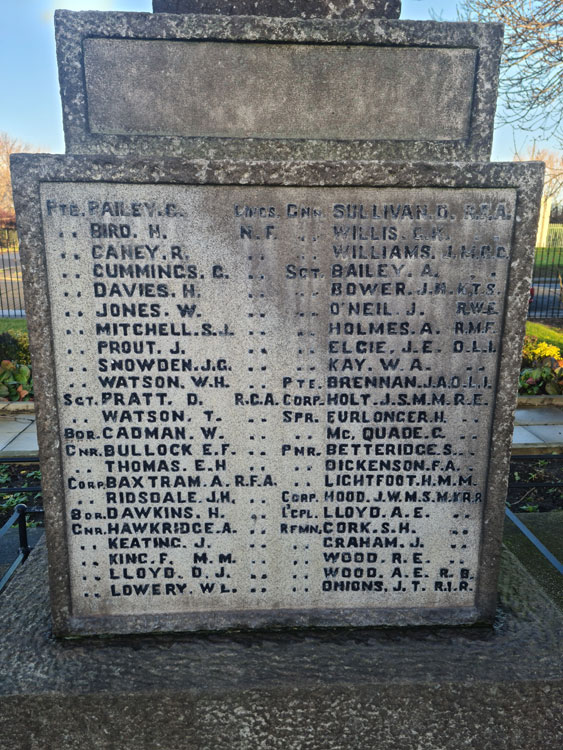 Pte. BAILEY. C. Lincs. Gnr. SULLIVAN. D. R.G.A.
.. BIRD. H. N.F. .. WILLIS. G.K. ..
.. CANEY. R. .. .. WILLIAMS. J.M.C.C.
.. CUMMINGS. G. .. Sgt. BAILEY. A. ..
.. DAVIES. H. .. .. BOWER. J.H. K.T.S.
.. JONES. W. .. .. O'NEIL. J. R.W.F.
.. MITCHELL. S.J. .. .. HOLMES. A. R.M.F.
.. PROUT. J. .. .. ELGIE. J.E. D.L.I.
.. SNOWDEN. J.G. .. .. KAY. W.A. ..
.. WATSON. W.H. .. Pte. BRENNAN. J.A. D.L.I.
Sgt. PRATT. D. R.G.A. Corp. HOLT. J.S. M.M. R.E.
.. WATSON. T. .. Spr. FURLONGER. H. ..
Bdr. CADMAN. W. .. .. Mc, QUADE. G. ..
Gnr. BULLOCK. E.F. .. Pnr. BETTERIDGE. S. ..
.. THOMAS. E.H .. .. DICKENSON. F.A. ..
Corp. BAXTRAM. A. R.F.A. .. LIGHTFOOT. H. M.M.
.. RIDSDALE. J.H. .. Corp. HOOD. J.W. M.S.M. K.R.R
Bdr. DAWKINS. H. .. L'cpl. LLOYD. A.E. ..
Gnr. HAWKRIDGE. A. .. Rfmn. CORK. S.H. ..
.. KEATING. J. .. .. GRAHAM. J. ..
.. KING. F. M.M. .. .. WOOD. R.E. ..
.. LLOYD. D.J. .. .. WOOD. A.E. R.B.
.. LOWERY. W.L. .. .. ONIONS. J.T. R.I.R.